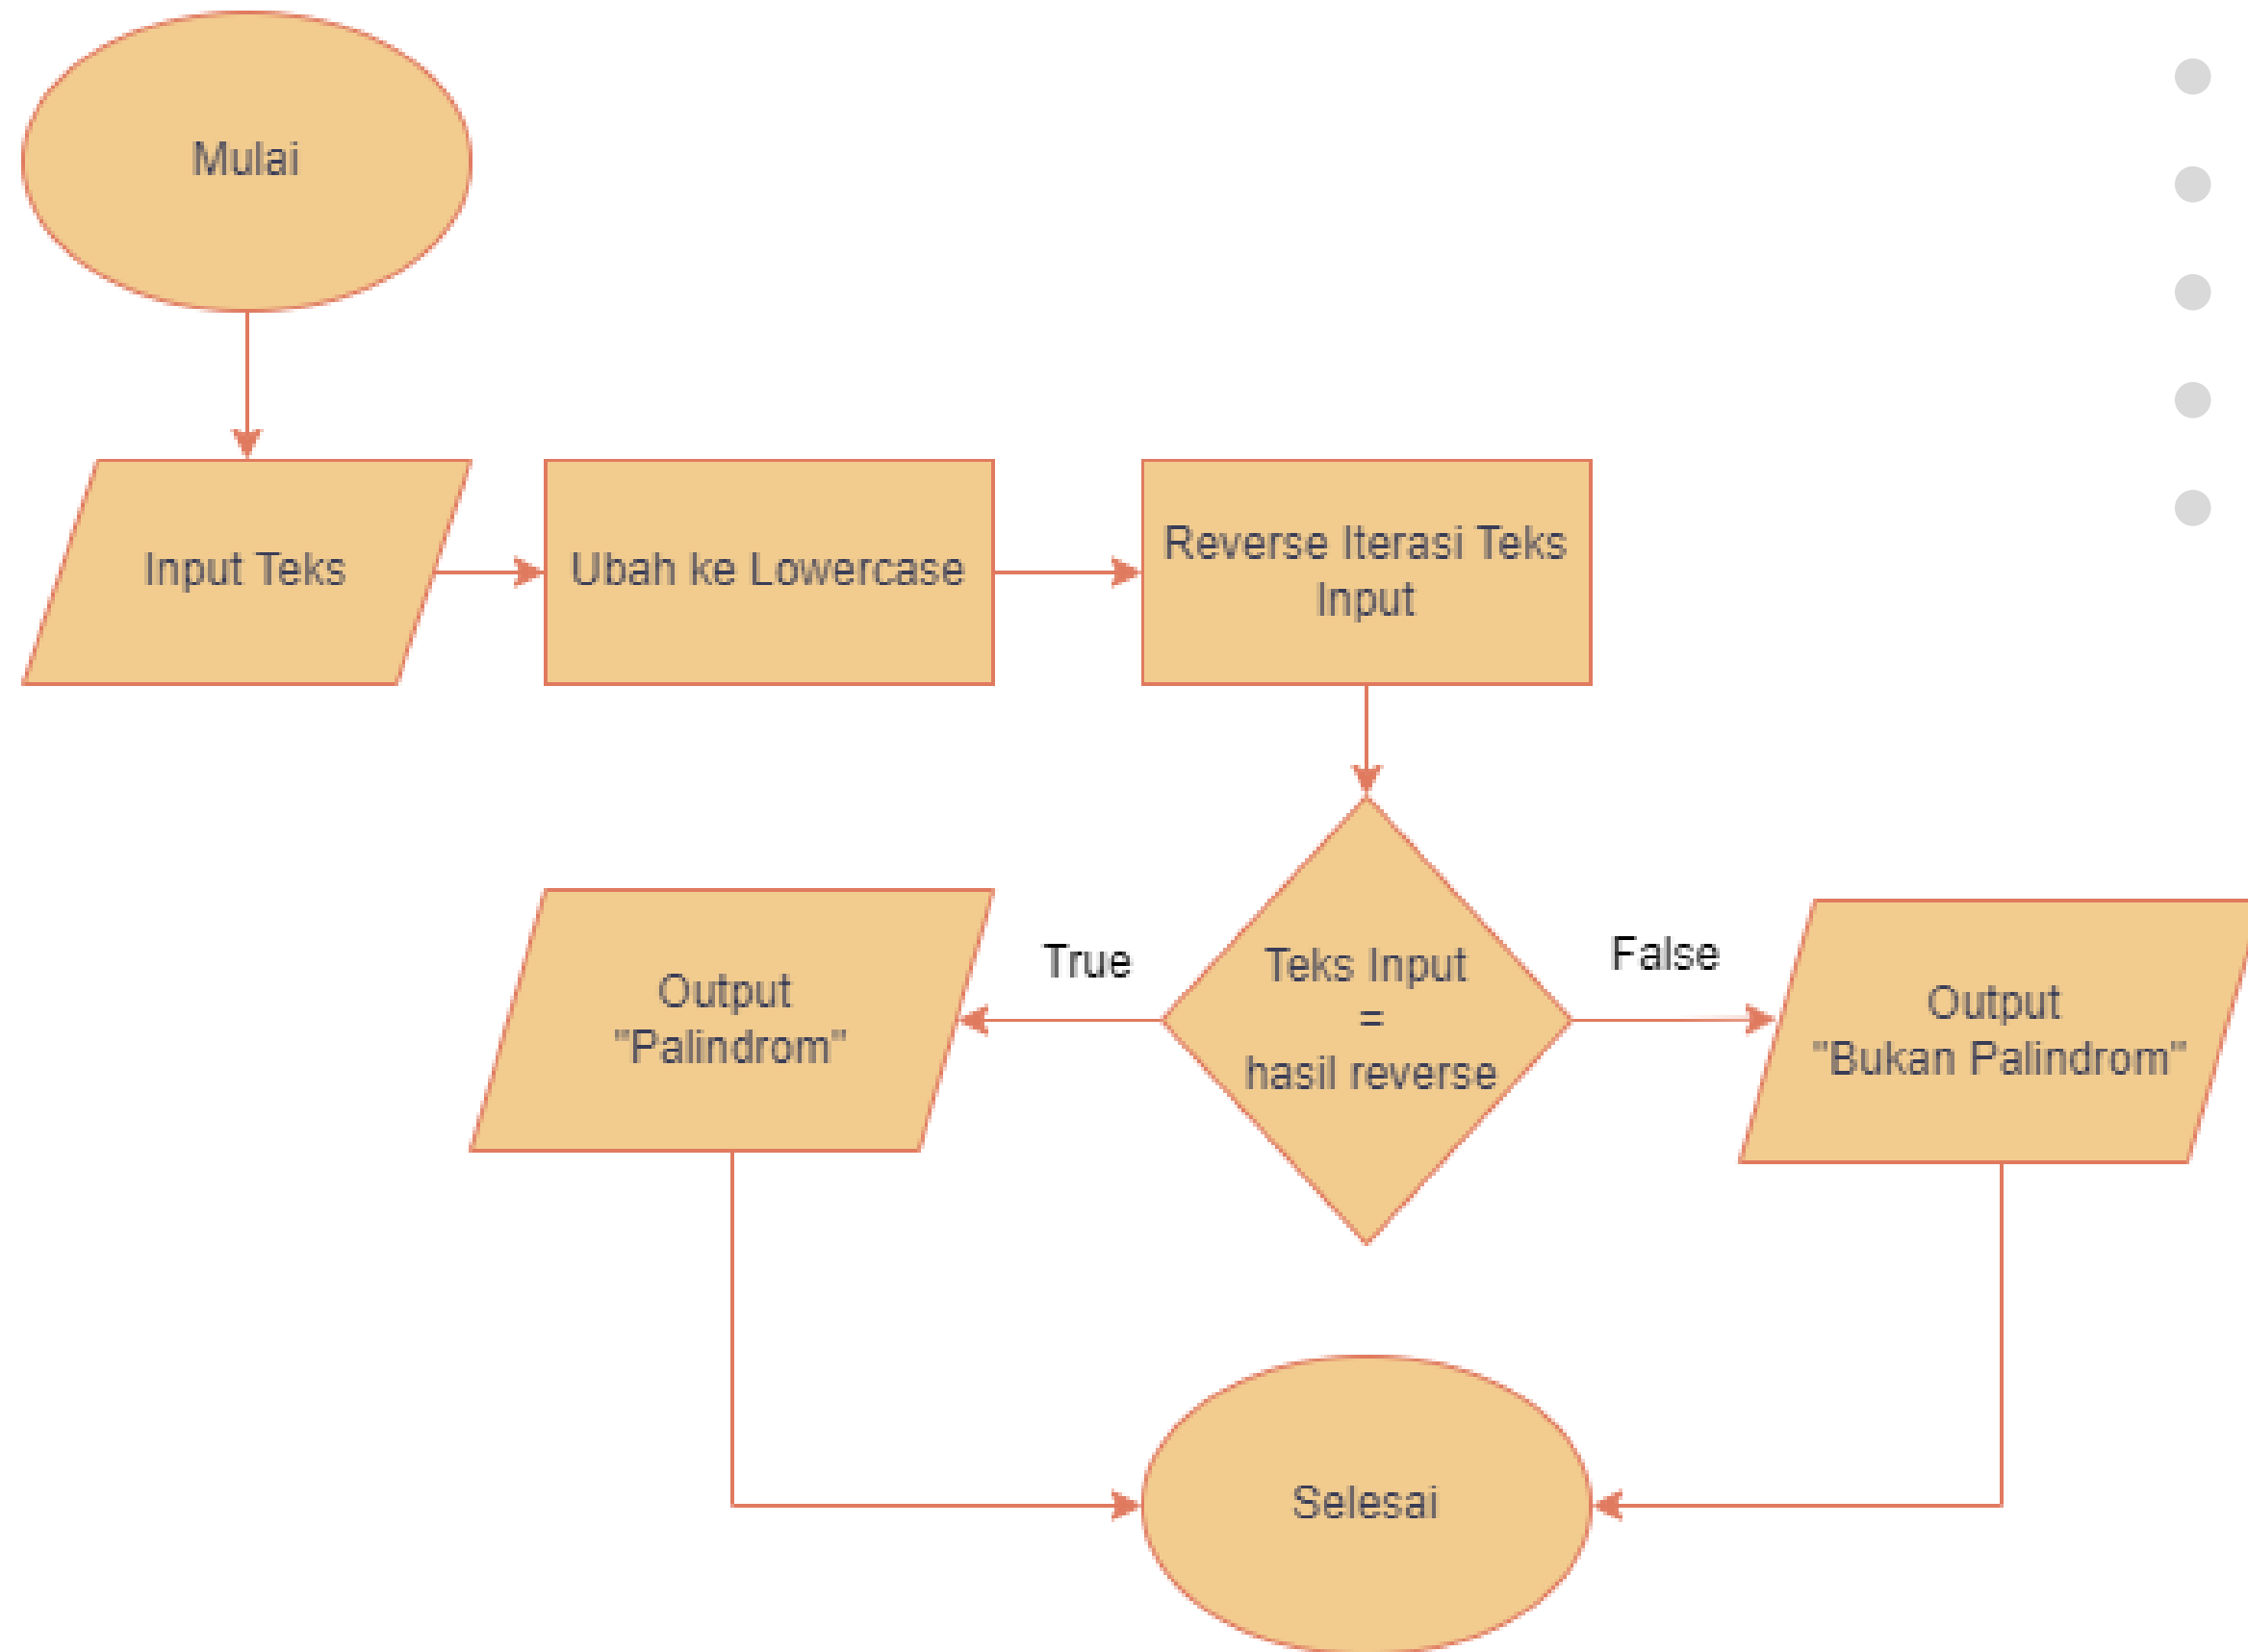 Mulai
Input Teks
Ubah ke Lowercase
Reverse Iterasi Teks
Input
Teks Input
=
hasil reverse
True
False
Output
"Palindrom"
Output
"Bukan Palindrom"
Selesai